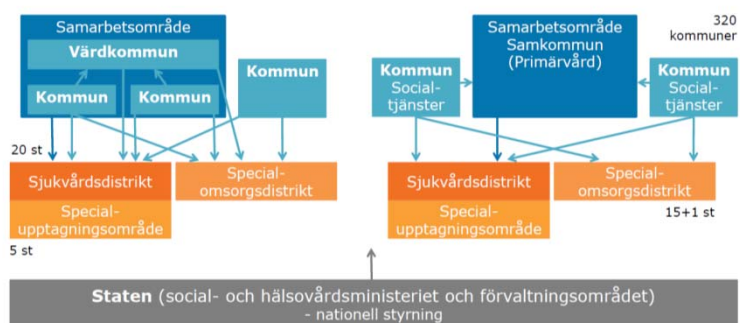 Samarbetsområde
Värdkommun
Kommun
Kommun
Kommun
20 st
Sjukvårdsdistrikt
Special-
omsorgsdistrikt
Special-
upptagningsområde
5 st
320
kommuner
Samarbetsområde
Samkommun
(Primärvård)
Kommun
Social-
tjänster
Kommun
Social-
tjänster
Sjukvårdsdistrikt
Special-
omsorgsdistrikt
Special-
upptagningsområde
15+1 st
Staten (social- och hälsovårdsministeriet och förvaltningsområdet)
- nationell styrning